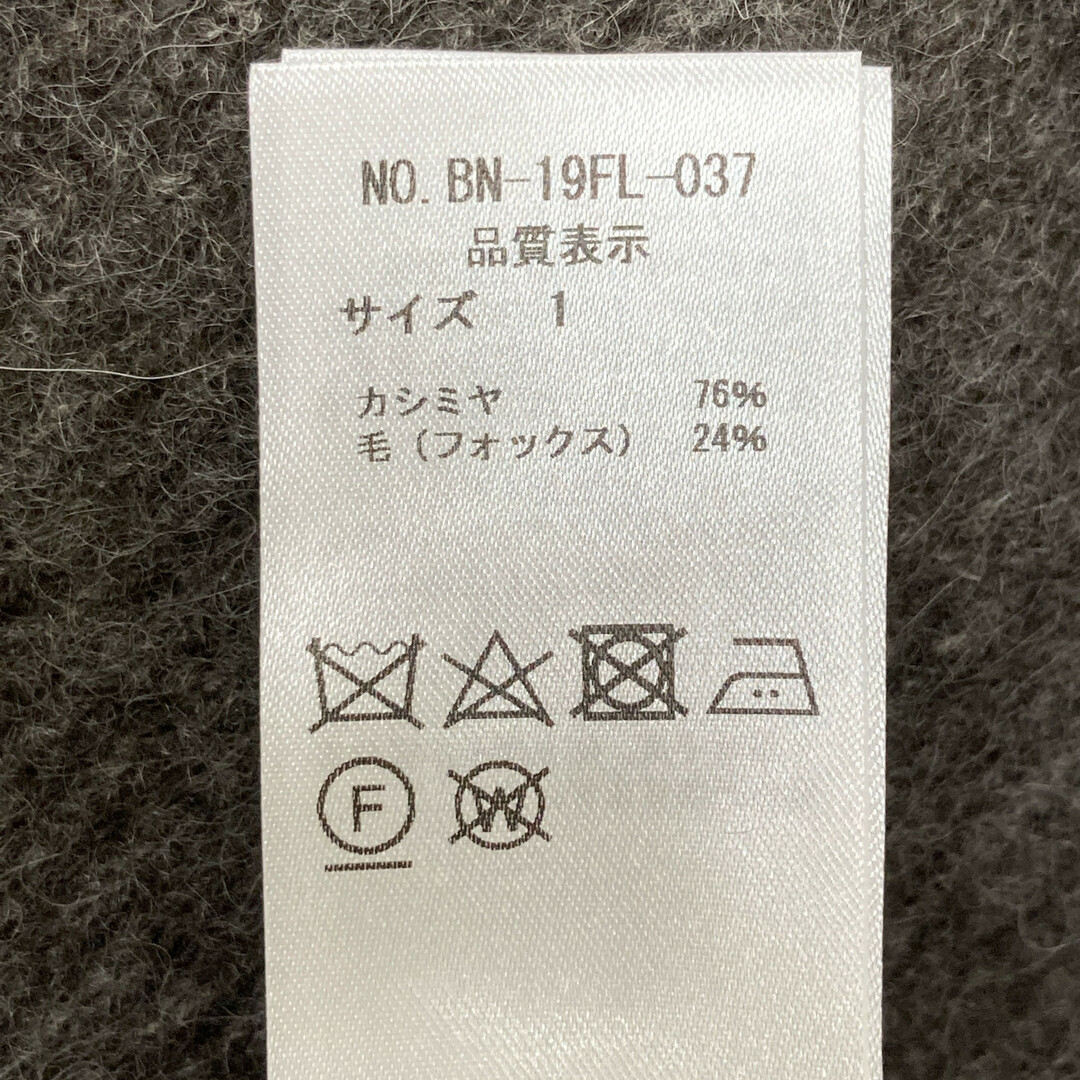 NO. BN-19FL-037
品質表示
サイズ 1
カシミヤ 76%
毛（フォックス） 24%
F W